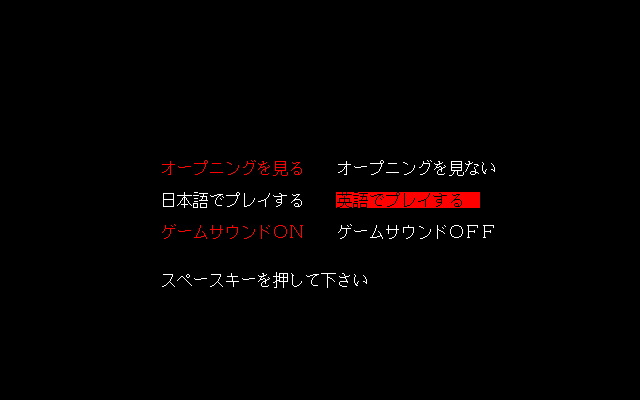 オープニングを見る　オープニングを見ない
日本語でプレイする　英語でプレイする
ゲームサウンドＯＮ　ゲームサウンドＯＦＦ
スペースキーを押して下さい